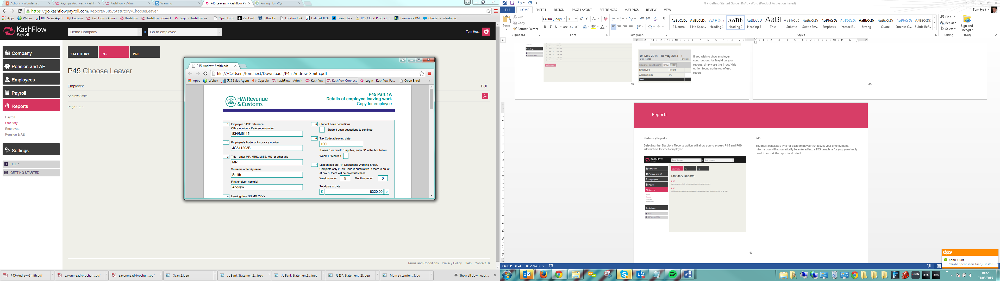 Actions - Wunderlist
Payslips Archives - KashF
KashFlow - Admin
Warning
P45 Leavers - Kashflow Pa
Pricing | Em-Cys
https://go.kashflowpayroll.com/Reports/385/Statutory/ChooseLeaver
Apps
Webex
IRIS Sales Agent
Capsule
KashFlow - Admin
Kashflow
Kashflow Connect
Login - Kashflow Pa...
Open Enrol
ZenDesk
Bitbucket
London JIRA
Datchet JIRA
TweetDeck
IRIS Cloud Product ...
Teamwork PM
Chatter ~ salesforce...
KashFlow
Payroll
Demo Company
»
Go to employee
Tom Hext
Company
Pension and AE
Employees
Payroll
Reports
Payroll
Statutory
Employee
Pension & AE
Settings
HELP
GETTING STARTED
STATUTORY
P45
P60
P45 Choose Leaver
Employee
PDF
Andrew Smith
Page 1 of 1
P45-Andrew-Smith.pdf
file:///C:/Users/tom.hext/Downloads/P45-Andrew-Smith.pdf
Apps
Webex
IRIS Sales Agent
Capsule
KashFlow - Admin
Kashflow
Kashflow Connect
Login - Kashflow Pa...
Open Enrol
»
HM Revenue
& Customs
P45 Part 1A
Details of employee leaving work
Copy for employee
1 Employer PAYE reference
Office number / Reference number
834/M6115
2 Employee's National Insurance number
JG611203B
3 Title - enter MR, MRS, MISS, MS or other title
MR
Surname or family name
Smith
First or given name(s)
Andrew
4 Leaving date DD MM YYYY
5 Student Loan deductions
Student Loan deductions to continue
6 Tax Code at leaving date
100L
If week 1 or month 1 applies, enter 'X' in the box below.
Week 1 / Month 1.
7 Last entries on P11 Deductions Working Sheet.
Complete only if Tax Code is cumulative. If there is an 'X'
at box 6, there will be no entries here.
Week number 5 Month number 0
Total pay to date
£ 8320.00 p
Terms and Conditions Privacy Policy Help Contact Us
P45-Andrew-Smith.pdf
saxonmead-brochur....pdf
saxonmead-brochur....pdf
Scan 2.jpeg
JL Bank Statement2....jpeg
JL Bank Statement1....jpeg
JL ISA Statement (2).jpeg
Mum ststamtent 3.jpg
Show all downloads...
KFP Getting Started Guide FINAL - Word (Product Activation Failed)
FILE HOME INSERT DESIGN PAGE LAYOUT REFERENCES MAILINGS REVIEW VIEW
Tom Hext
Paste
Cut
Copy
Format Painter
Clipboard
Calibri (Body) 11
Font
Paragraph
¶ Normal
¶ No Spac...
Heading 1
Heading 2
Heading 3
Title
Subtitle
Subtle Em...
Emphasis
Intense E...
Strong
Quote
Intense Q...
Subtle Ref...
Styles
Find
Replace
Select
Editing
Sign and
Encrypt
Privacy
Settings
04 May 2014 - 10 May 2014
Date Range
1
Paydates
Employer Contributions: Show Hide
Employee Period
Andrew Smith W5
Total
If you wish to show employer
contributions for Tax/NI on your
reports, simply use the Show/Hide
option found at the top of each
report
39
40
Reports
Statutory Reports
Selecting the Statutory Reports option will allow you to access P45 and P60
information for each employee.
KashFlow
Payroll
Demo Company
Go to employee
Company
Pension and AE
Employees
Payroll
Reports
Settings
HELP
GETTING STARTED
STATUTORY
P45
P60
Statutory Reports
P45
P60
P45
You must generate a P45 for each employee that leaves your employment.
Information will automatically be entered into a P45 template for you, you simply
need to export the report and print!
41
PAGE 41 OF 41 8055 WORDS
skype
Abbie Hunt
"maybe spent some time just stari... "
10:52
03/08/2015